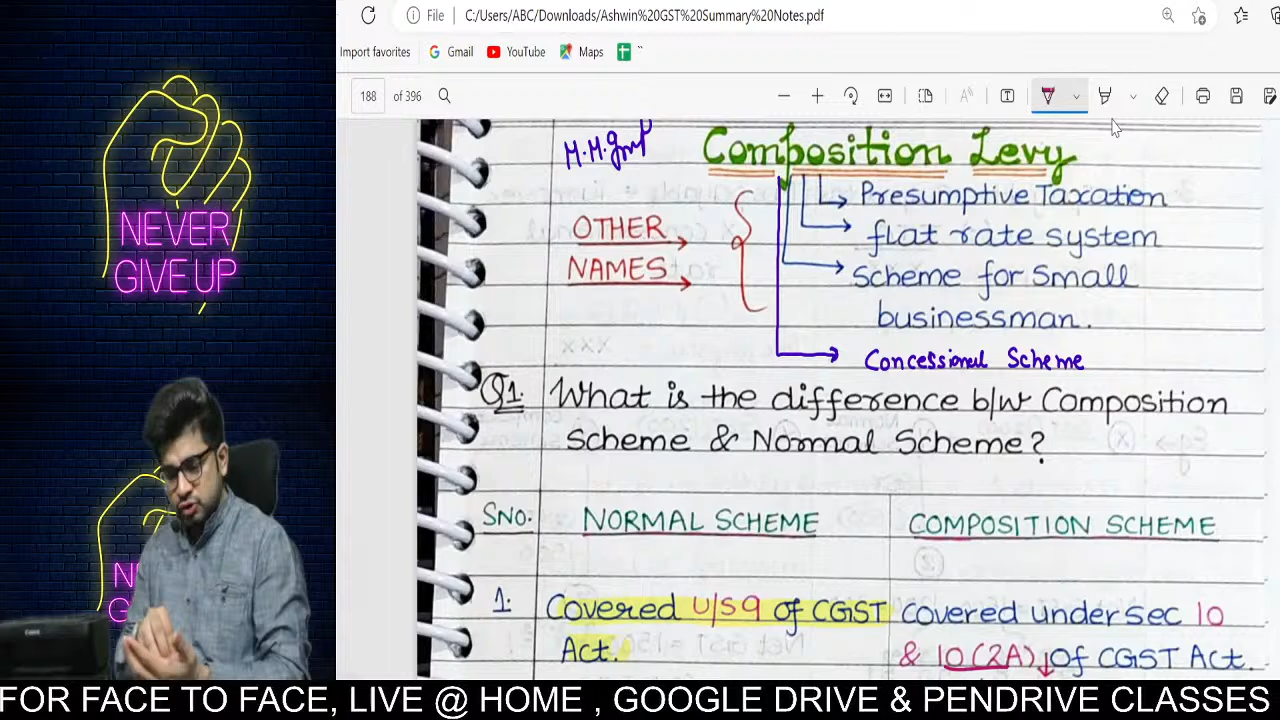 File C:/Users/ABC/Downloads/Ashwin%20GST%20Summary%20Notes.pdf
Import favorites Gmail YouTube Maps
188 of 396
M.M.Gmp
Composition Levy
Presumptive Taxation
OTHER
flat rate system
NAMES
Scheme for Small
businessman.
xxx
Concessional Scheme
Q1. What is the difference b/w Composition
Scheme & Normal Scheme?
SNO. NORMAL SCHEME COMPOSITION SCHEME
1. Covered U/S 9 of CGST Covered under sec 10
Act. & 10(2A) of CGST Act.
NEVER
GIVE UP
FOR FACE TO FACE, LIVE @ HOME , GOOGLE DRIVE & PENDRIVE CLASSES